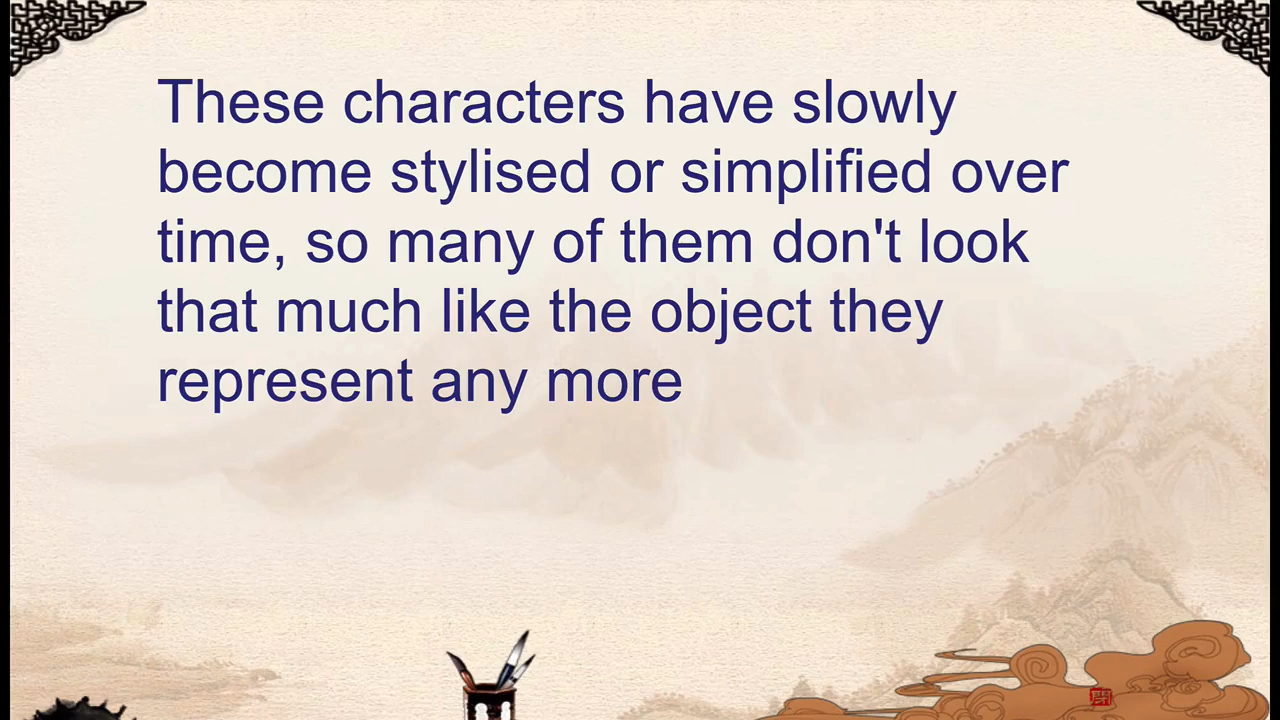 These characters have slowly
become stylised or simplified over
time, so many of them don't look
that much like the object they
represent any more